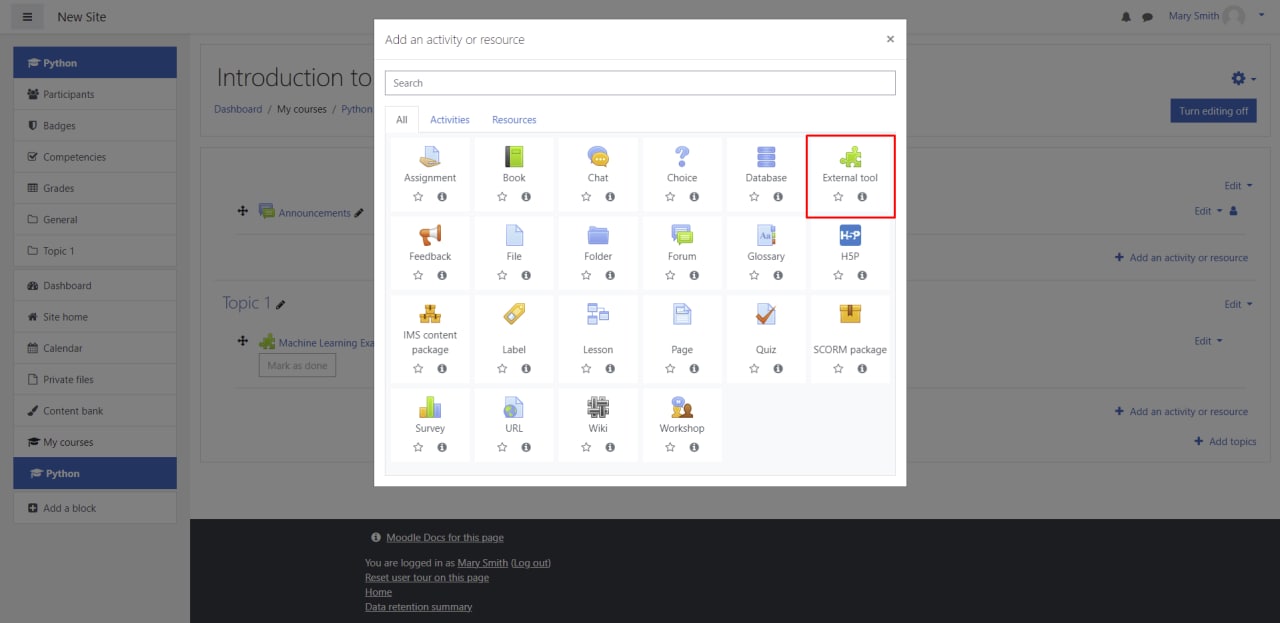 New Site
Mary Smith
Python
Participants
Badges
Competencies
Grades
General
Topic 1
Dashboard
Site home
Calendar
Private files
Content bank
My courses
Python
Add a block
Introduction to
Dashboard / My courses / Python
Turn editing off
Edit
Announcements
Edit
Add an activity or resource
Topic 1
Edit
Machine Learning Exa
Edit
Mark as done
Add an activity or resource
Add topics
Add an activity or resource
×
Search
All Activities Resources
Assignment Book Chat Choice Database External tool
Feedback File Folder Forum Glossary H5P
H-P
IMS content
package Label Lesson Page Quiz SCORM package
Survey URL Wiki Workshop
Moodle Docs for this page
You are logged in as Mary Smith (Log out)
Reset user tour on this page
Home
Data retention summary